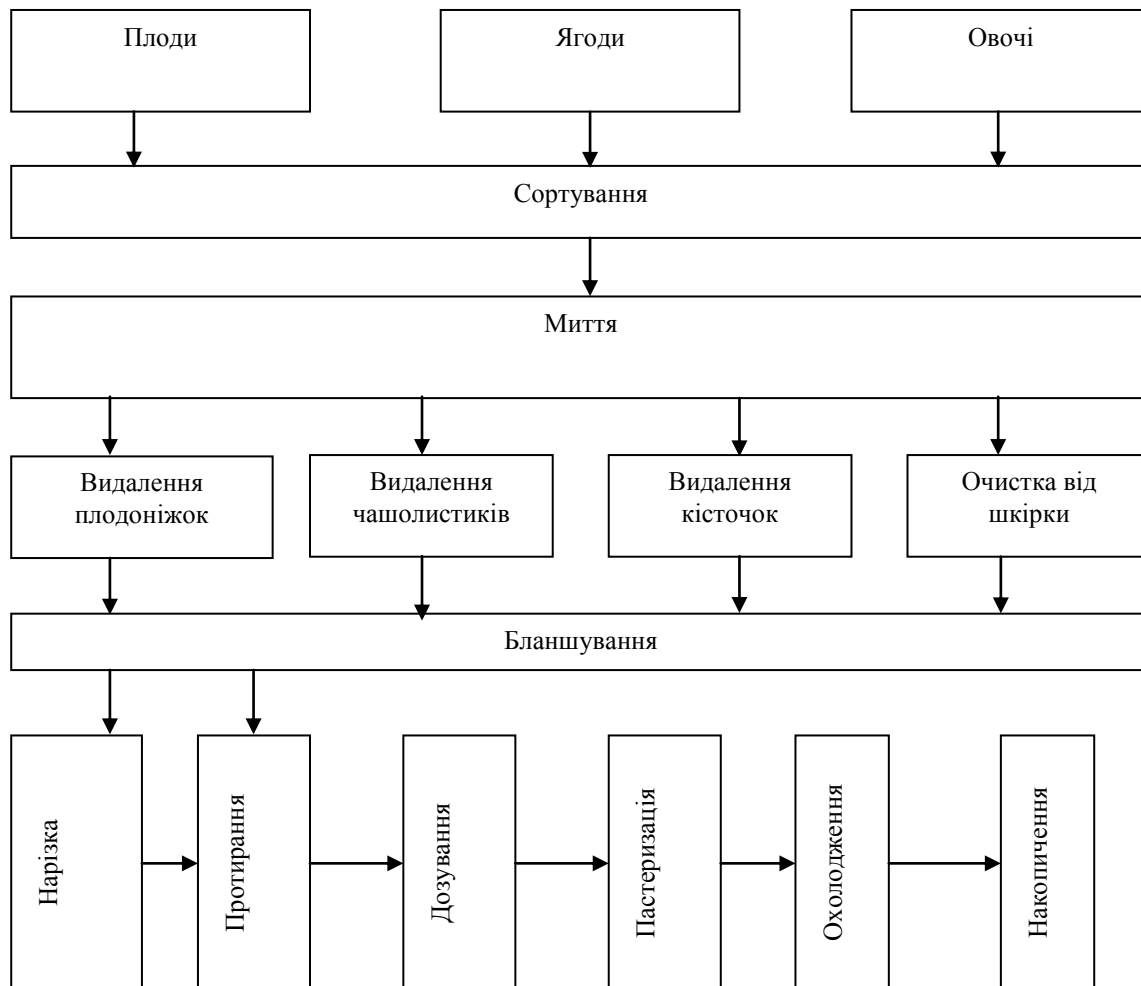 Плоди
Ягоди
Овочі
Сортування
Миття
Видалення
плодоніжок
Видалення
чашолистиків
Видалення
кісточок
Очистка від
шкірки
Бланшування
Нарізка
Протирання
Дозування
Пастеризація
Охолодження
Накопичення